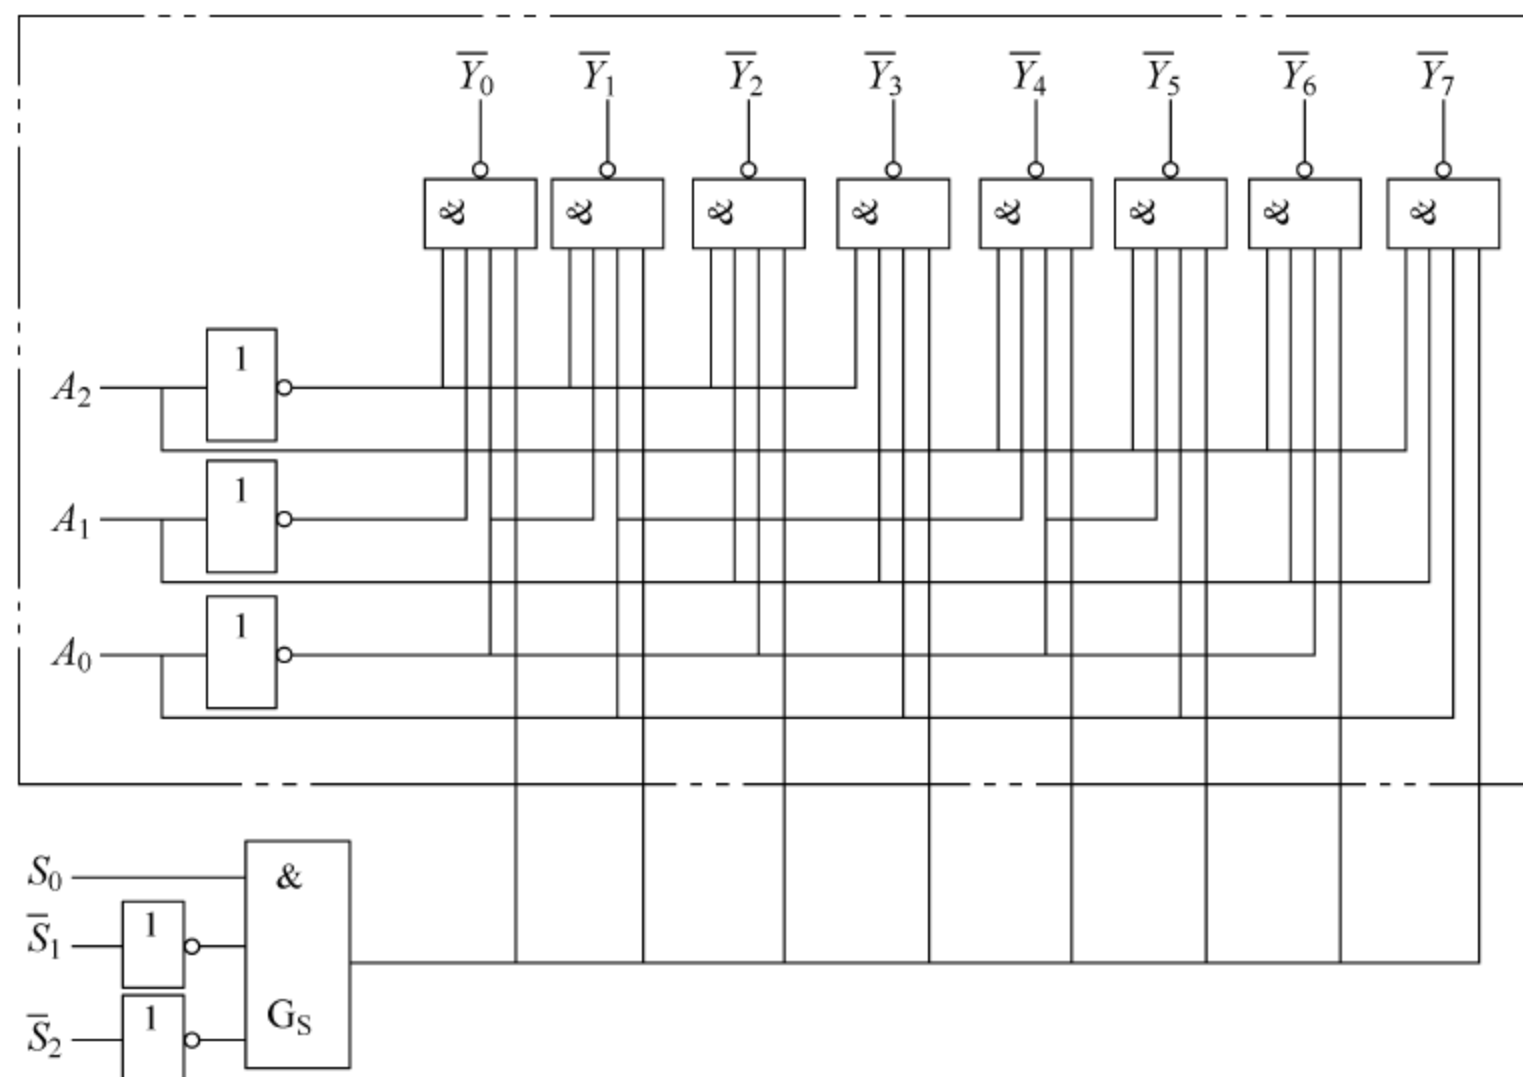 Y̅₀ Y̅₁ Y̅₂ Y̅₃ Y̅₄ Y̅₅ Y̅₆ Y̅₇
& & & & & & & &
1
A₂
1
A₁
1
A₀
S₀ &
S̅₁ 1
S̅₂ 1 G_S